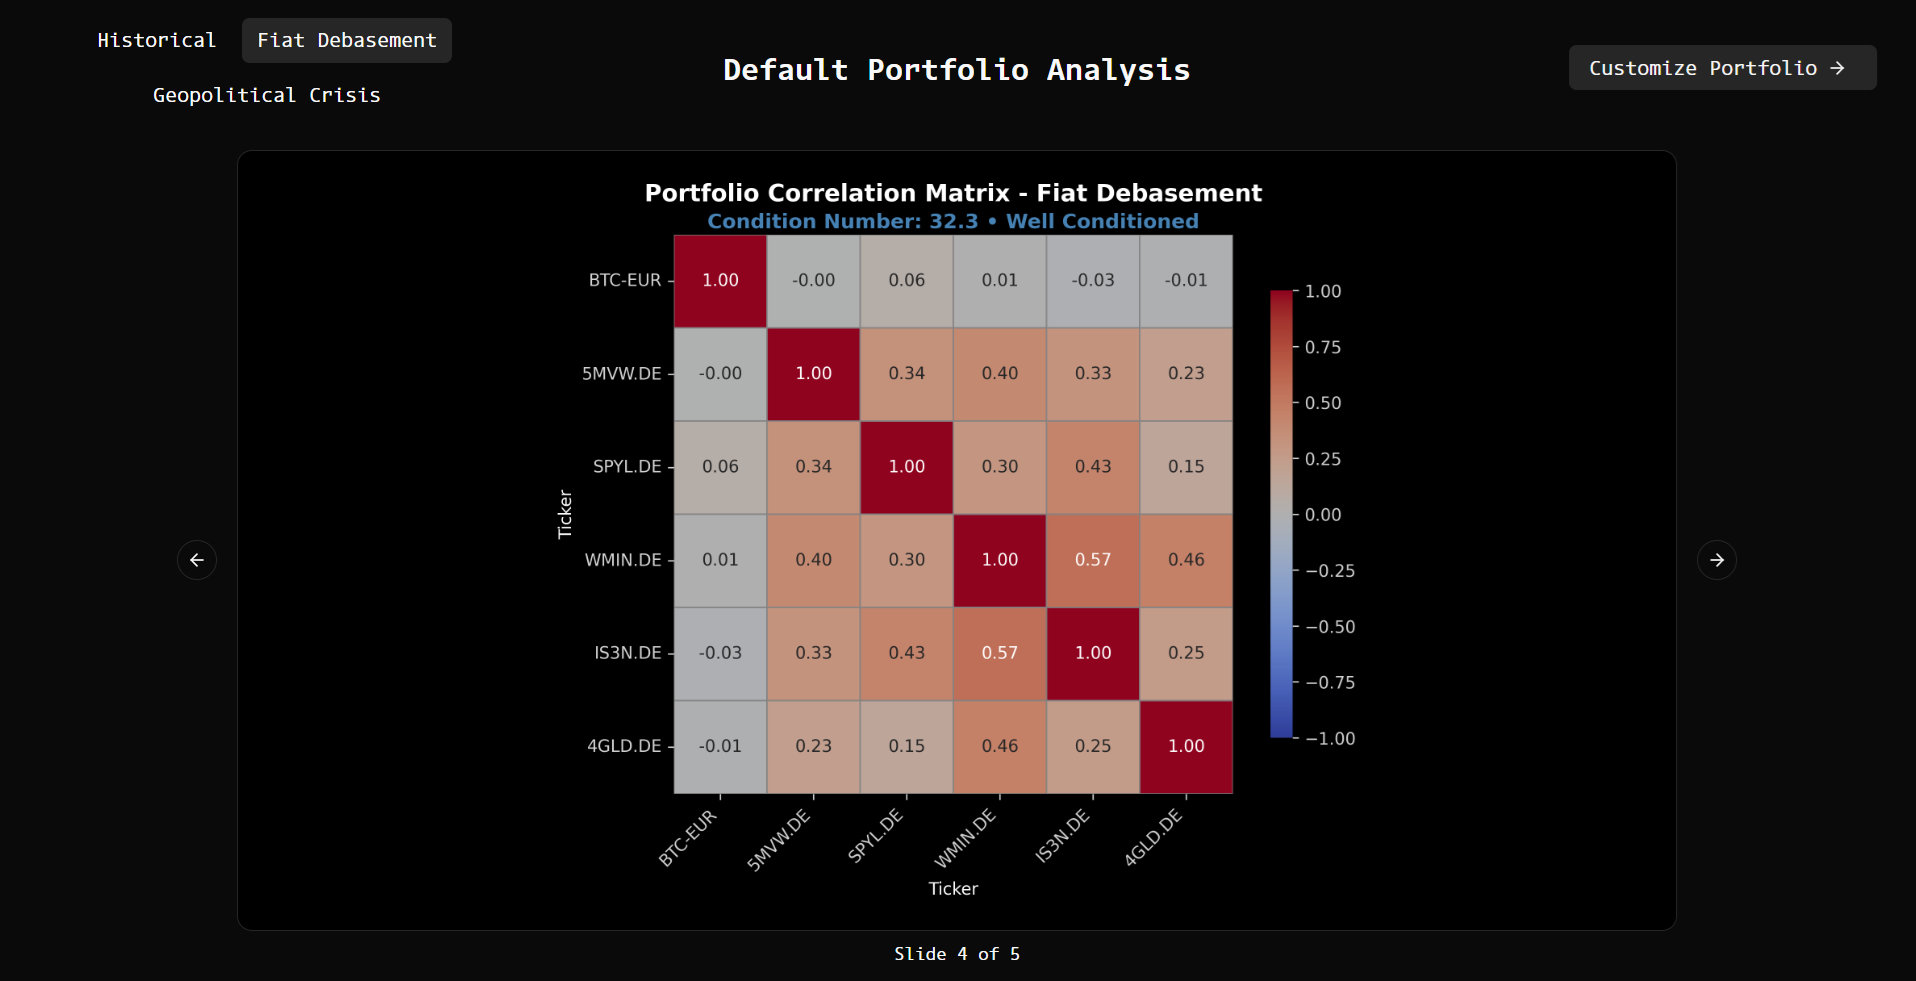 Historical
Fiat Debasement
Geopolitical Crisis
Default Portfolio Analysis
Customize Portfolio →
Portfolio Correlation Matrix - Fiat Debasement
Condition Number: 32.3 • Well Conditioned
BTC-EUR 1.00 -0.00 0.06 0.01 -0.03 -0.01
5MVW.DE -0.00 1.00 0.34 0.40 0.33 0.23
SPYL.DE 0.06 0.34 1.00 0.30 0.43 0.15
WMIN.DE 0.01 0.40 0.30 1.00 0.57 0.46
IS3N.DE -0.03 0.33 0.43 0.57 1.00 0.25
4GLD.DE -0.01 0.23 0.15 0.46 0.25 1.00
Ticker
BTC-EUR 5MVW.DE SPYL.DE WMIN.DE IS3N.DE 4GLD.DE
Ticker
1.00
0.75
0.50
0.25
0.00
−0.25
−0.50
−0.75
−1.00
Slide 4 of 5